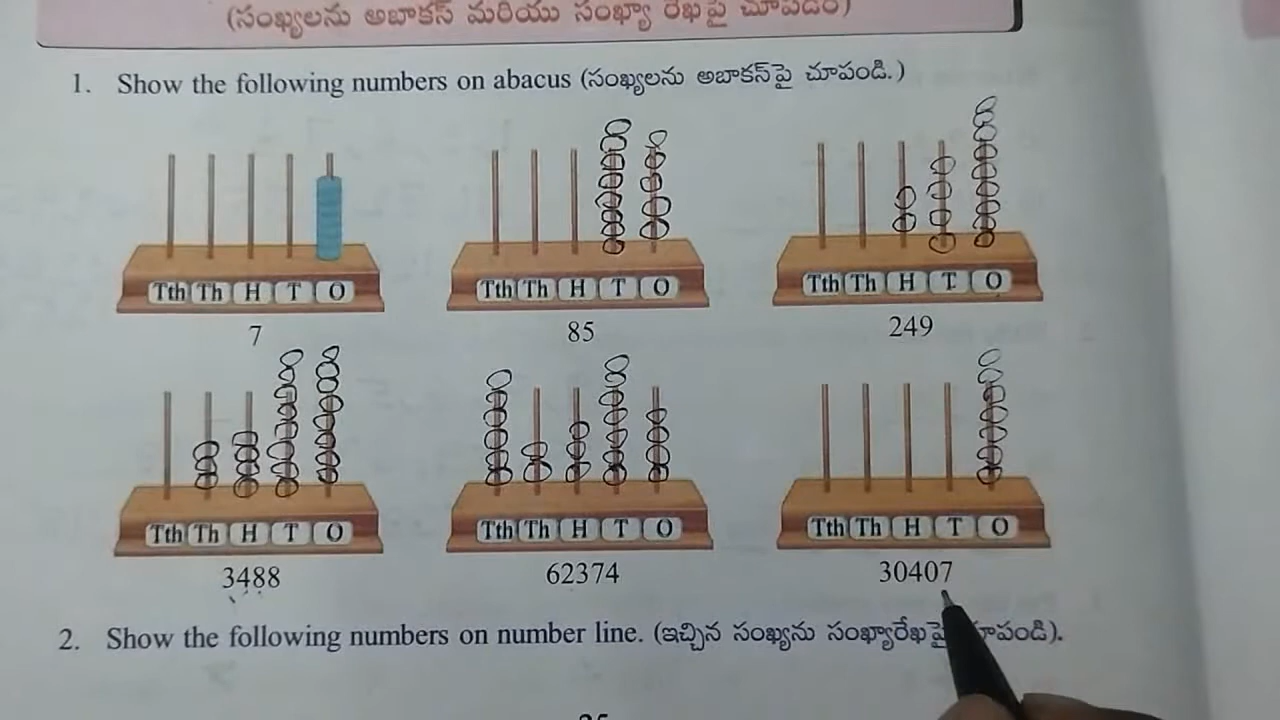 (సంఖ్యలను అబాకస్ మరియు సంఖ్యా రేఖపై చూపడం)
1. Show the following numbers on abacus (సంఖ్యలను అబాకస్‌పై చూపండి.)
Tth Th H T O
Tth Th H T O
Tth Th H T O
7
85
249
Tth Th H T O
Tth Th H T O
Tth Th H T O
3488
62374
30407
2. Show the following numbers on number line. (ఇచ్చిన సంఖ్యను సంఖ్యారేఖపై